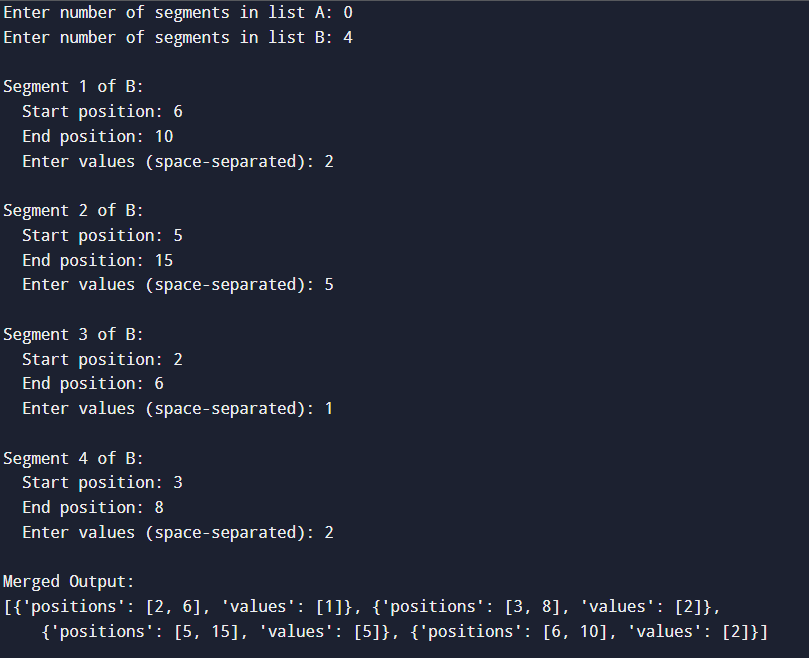 Enter number of segments in list A: 0
Enter number of segments in list B: 4
Segment 1 of B:
Start position: 6
End position: 10
Enter values (space-separated): 2
Segment 2 of B:
Start position: 5
End position: 15
Enter values (space-separated): 5
Segment 3 of B:
Start position: 2
End position: 6
Enter values (space-separated): 1
Segment 4 of B:
Start position: 3
End position: 8
Enter values (space-separated): 2
Merged Output:
[{'positions': [2, 6], 'values': [1]}, {'positions': [3, 8], 'values': [2]},
{'positions': [5, 15], 'values': [5]}, {'positions': [6, 10], 'values': [2]}]